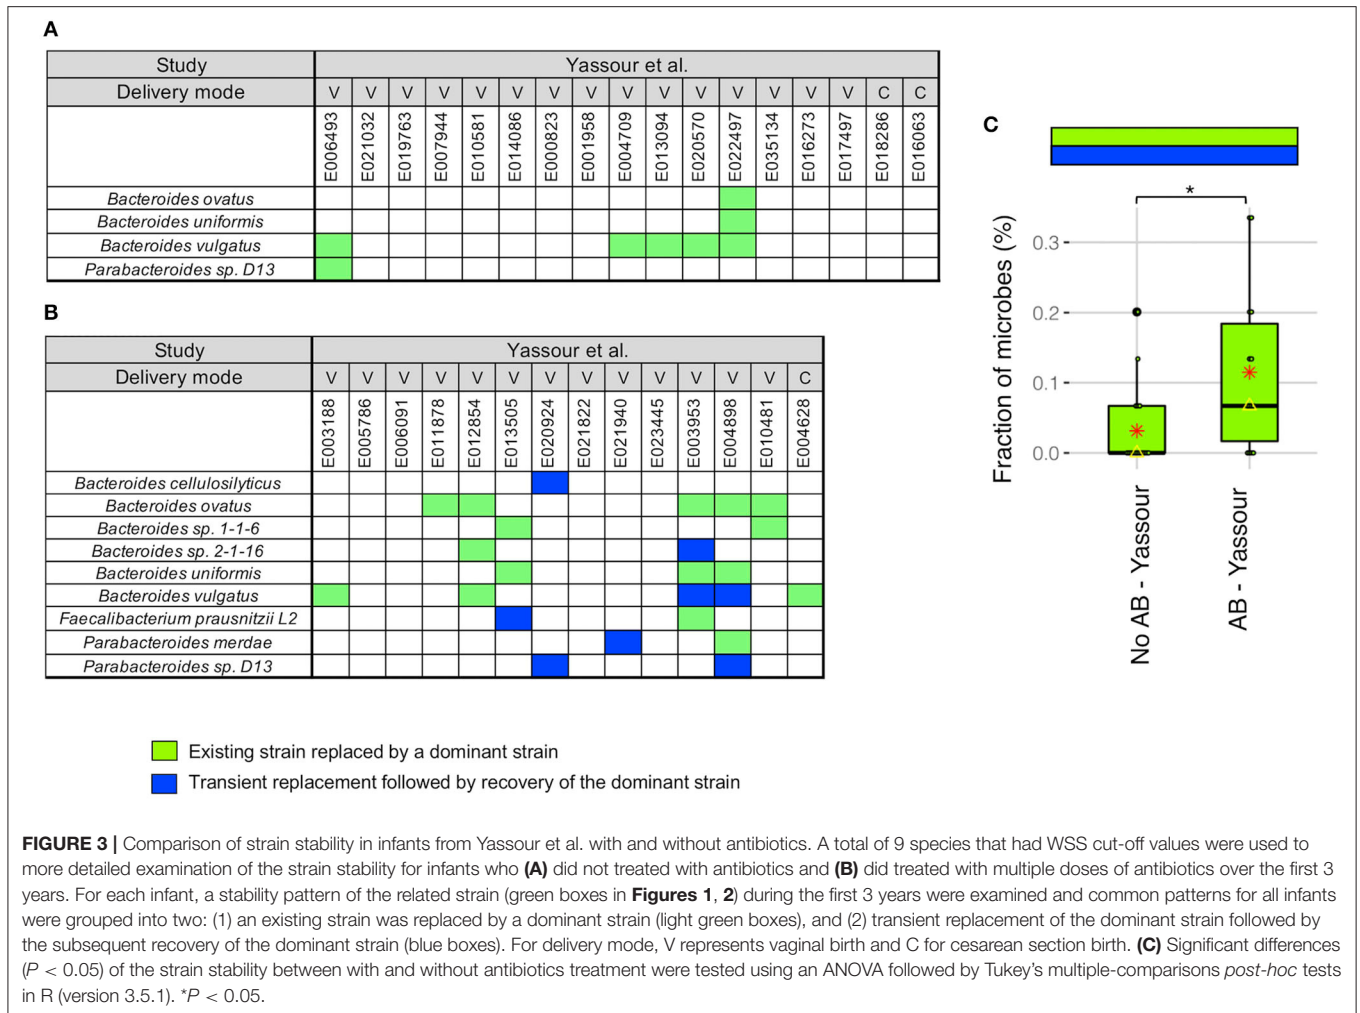 A
Study Yassour et al.
Delivery mode V V V V V V V V V V V V V V V C C
E006493 E021032 E019763 E007944 E010581 E014086 E000823 E001958 E004709 E013094 E020570 E022497 E035134 E016273 E017497 E018286 E016063
Bacteroides ovatus
Bacteroides uniformis
Bacteroides vulgatus
Parabacteroides sp. D13
B
Study Yassour et al.
Delivery mode V V V V V V V V V V V V V C
E003188 E005786 E006091 E011878 E012854 E013505 E020924 E021822 E021940 E023445 E003953 E004898 E010481 E004628
Bacteroides cellulosilyticus
Bacteroides ovatus
Bacteroides sp. 1-1-6
Bacteroides sp. 2-1-16
Bacteroides uniformis
Bacteroides vulgatus
Faecalibacterium prausnitzii L2
Parabacteroides merdae
Parabacteroides sp. D13
C
*
Fraction of microbes (%)
0.3
0.2
0.1
0.0
No AB - Yassour
AB - Yassour
Existing strain replaced by a dominant strain
Transient replacement followed by recovery of the dominant strain
FIGURE 3 | Comparison of strain stability in infants from Yassour et al. with and without antibiotics. A total of 9 species that had WSS cut-off values were used to
more detailed examination of the strain stability for infants who (A) did not treated with antibiotics and (B) did treated with multiple doses of antibiotics over the first 3
years. For each infant, a stability pattern of the related strain (green boxes in Figures 1, 2) during the first 3 years were examined and common patterns for all infants
were grouped into two: (1) an existing strain was replaced by a dominant strain (light green boxes), and (2) transient replacement of the dominant strain followed by
the subsequent recovery of the dominant strain (blue boxes). For delivery mode, V represents vaginal birth and C for cesarean section birth. (C) Significant differences
(P < 0.05) of the strain stability between with and without antibiotics treatment were tested using an ANOVA followed by Tukey's multiple-comparisons post-hoc tests
in R (version 3.5.1). *P < 0.05.